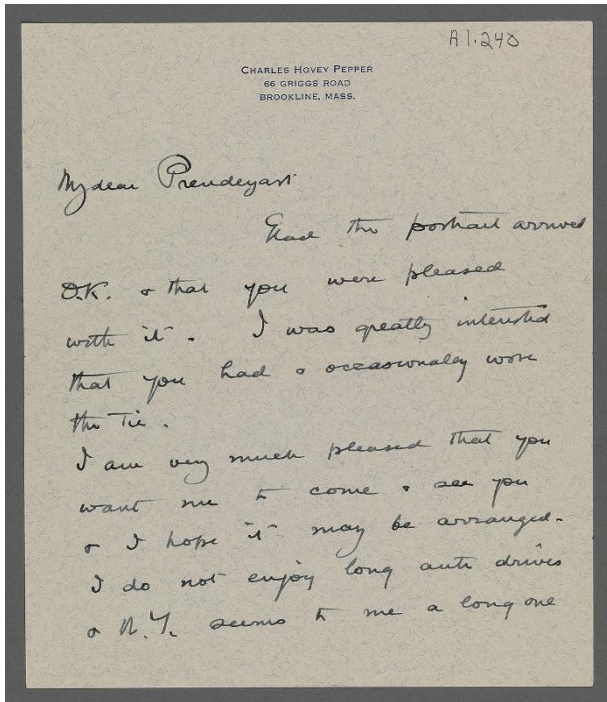 A.1.240
CHARLES HOVEY PEPPER
66 GRIGGS ROAD
BROOKLINE, MASS.
My dear Prendergast
Glad the portrait arrived
O.K. & that you were pleased
with it. I was greatly interested
that you had & occasionally wore
the Tie.
I am very much pleased that you
want me to come & see you
& I hope it may be arranged.
I do not enjoy long auto drives
& N.Y. seems to me a long one